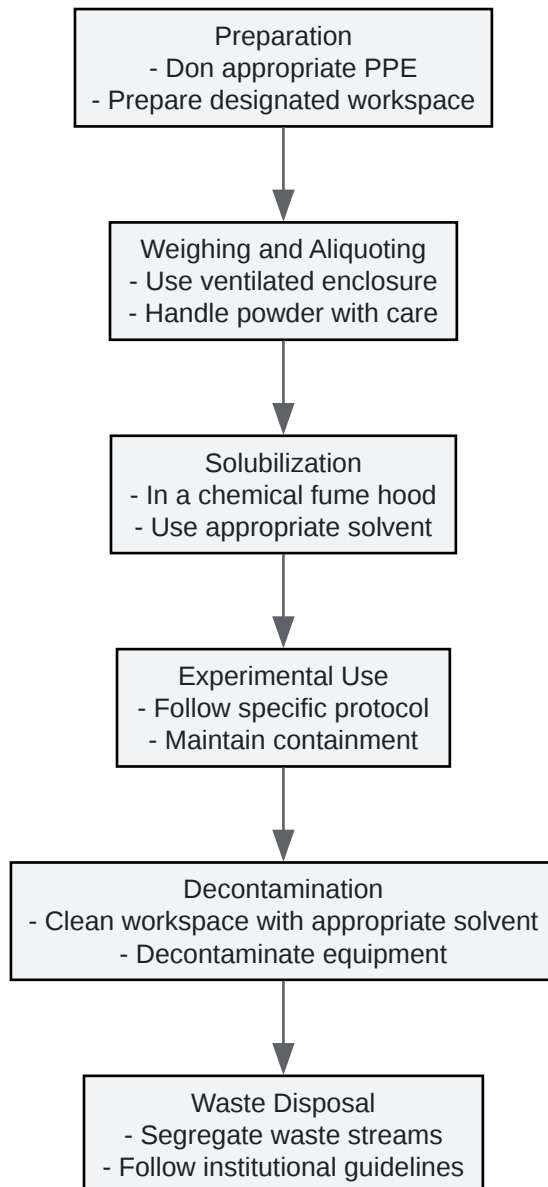 Preparation
- Don appropriate PPE
- Prepare designated workspace
Weighing and Aliquoting
- Use ventilated enclosure
- Handle powder with care
Solubilization
- In a chemical fume hood
- Use appropriate solvent
Experimental Use
- Follow specific protocol
- Maintain containment
Decontamination
- Clean workspace with appropriate solvent
- Decontaminate equipment
Waste Disposal
- Segregate waste streams
- Follow institutional guidelines